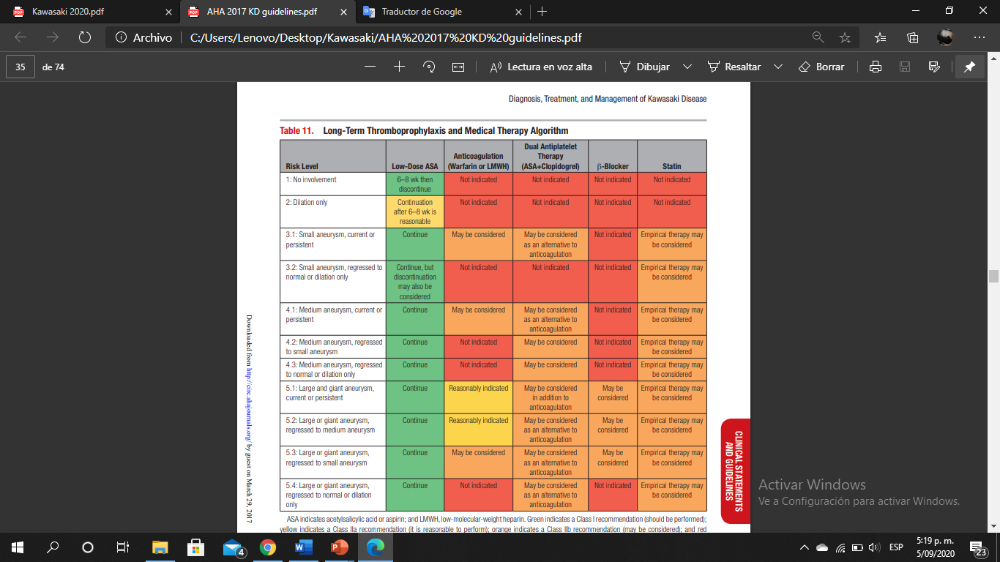 Kawasaki 2020.pdf
AHA 2017 KD guidelines.pdf
Traductor de Google
Archivo
C:/Users/Lenovo/Desktop/Kawasaki/AHA%202017%20KD%20guidelines.pdf
35
de 74
Lectura en voz alta
Dibujar
Resaltar
Borrar
Diagnosis, Treatment, and Management of Kawasaki Disease
Table 11. Long-Term Thromboprophylaxis and Medical Therapy Algorithm
Risk Level
Low-Dose ASA
Anticoagulation
(Warfarin or LMWH)
Dual Antiplatelet
Therapy
(ASA+Clopidogrel)
β-Blocker
Statin
1: No involvement
6–8 wk then
discontinue
Not indicated
Not indicated
Not indicated
Not indicated
2: Dilation only
Continuation
after 6–8 wk is
reasonable
Not indicated
Not indicated
Not indicated
Not indicated
3.1: Small aneurysm, current or
persistent
Continue
May be considered
May be considered
as an alternative to
anticoagulation
Not indicated
Empirical therapy may
be considered
3.2: Small aneurysm, regressed to
normal or dilation only
Continue, but
discontinuation
may also be
considered
Not indicated
Not indicated
Not indicated
Empirical therapy may
be considered
4.1: Medium aneurysm, current or
persistent
Continue
May be considered
May be considered
as an alternative to
anticoagulation
Not indicated
Empirical therapy may
be considered
4.2: Medium aneurysm, regressed
to small aneurysm
Continue
Not indicated
May be considered
Not indicated
Empirical therapy may
be considered
4.3: Medium aneurysm, regressed
to normal or dilation only
Continue
Not indicated
May be considered
Not indicated
Empirical therapy may
be considered
5.1: Large and giant aneurysm,
current or persistent
Continue
Reasonably indicated
May be considered
in addition to
anticoagulation
May be
considered
Empirical therapy may
be considered
5.2: Large or giant aneurysm,
regressed to medium aneurysm
Continue
Reasonably indicated
May be considered
as an alternative to
anticoagulation
May be
considered
Empirical therapy may
be considered
5.3: Large or giant aneurysm,
regressed to small aneurysm
Continue
May be considered
May be considered
as an alternative to
anticoagulation
May be
considered
Empirical therapy may
be considered
5.4: Large or giant aneurysm,
regressed to normal or dilation
only
Continue
Not indicated
May be considered
as an alternative to
anticoagulation
Not indicated
Empirical therapy may
be considered
ASA indicates acetylsalicylic acid or aspirin; and LMWH, low-molecular-weight heparin. Green indicates a Class I recommendation (should be performed);
yellow indicates a Class IIa recommendation (it is reasonable to perform); orange indicates a Class IIb recommendation (may be considered); and red
Downloaded from http://circ.ahajournals.org/ by guest on March 29, 2017
CLINICAL STATEMENTS
AND GUIDELINES
Activar Windows
Ve a Configuración para activar Windows.
4
ESP
5:19 p. m.
5/09/2020
23